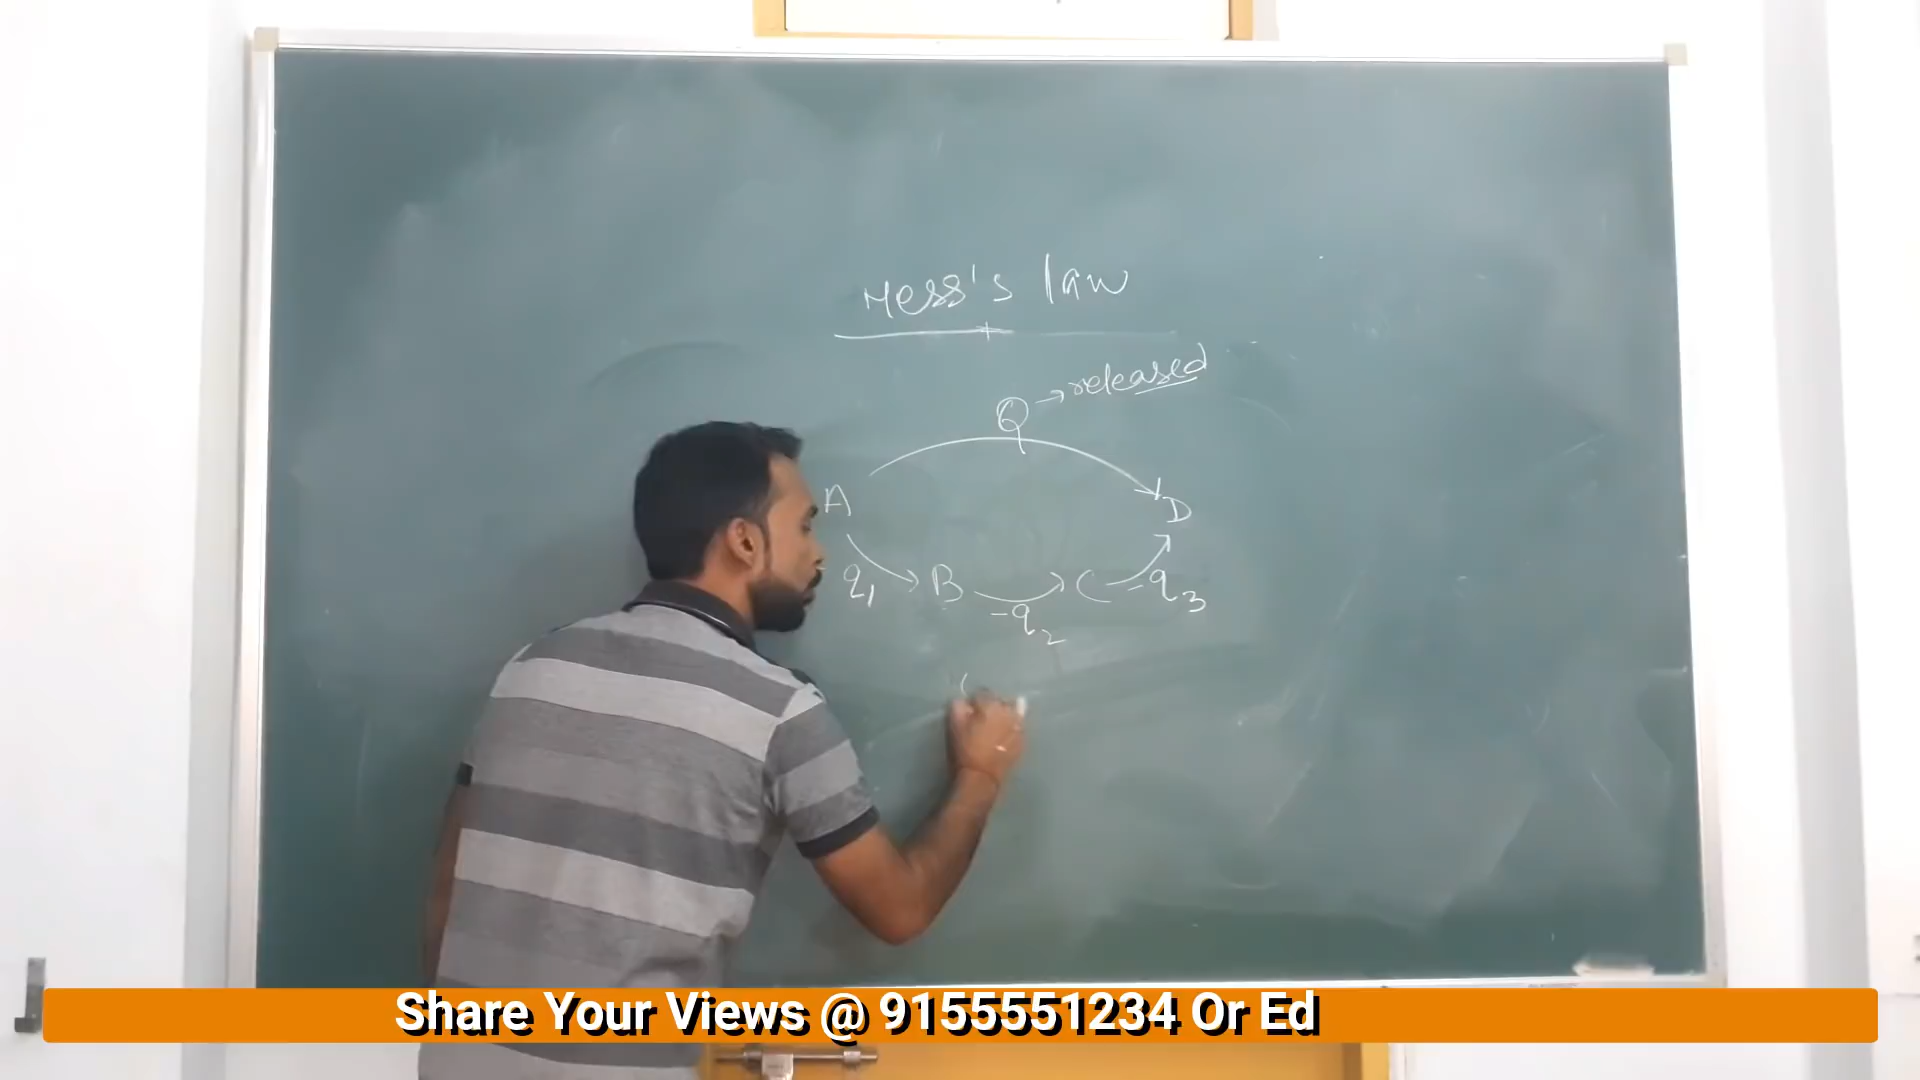 Hess's law
Q → released
A D
q1 B -q2 C -q3
Share Your Views @ 9155551234 Or Ed